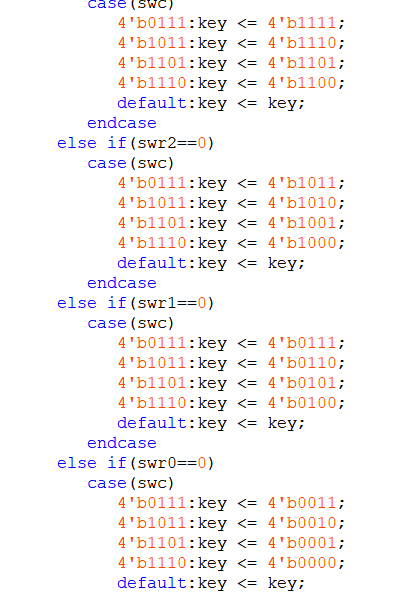 case(swc)
4'b0111:key <= 4'b1111;
4'b1011:key <= 4'b1110;
4'b1101:key <= 4'b1101;
4'b1110:key <= 4'b1100;
default:key <= key;
endcase
else if(swr2==0)
case(swc)
4'b0111:key <= 4'b1011;
4'b1011:key <= 4'b1010;
4'b1101:key <= 4'b1001;
4'b1110:key <= 4'b1000;
default:key <= key;
endcase
else if(swr1==0)
case(swc)
4'b0111:key <= 4'b0111;
4'b1011:key <= 4'b0110;
4'b1101:key <= 4'b0101;
4'b1110:key <= 4'b0100;
default:key <= key;
endcase
else if(swr0==0)
case(swc)
4'b0111:key <= 4'b0011;
4'b1011:key <= 4'b0010;
4'b1101:key <= 4'b0001;
4'b1110:key <= 4'b0000;
default:key <= key;